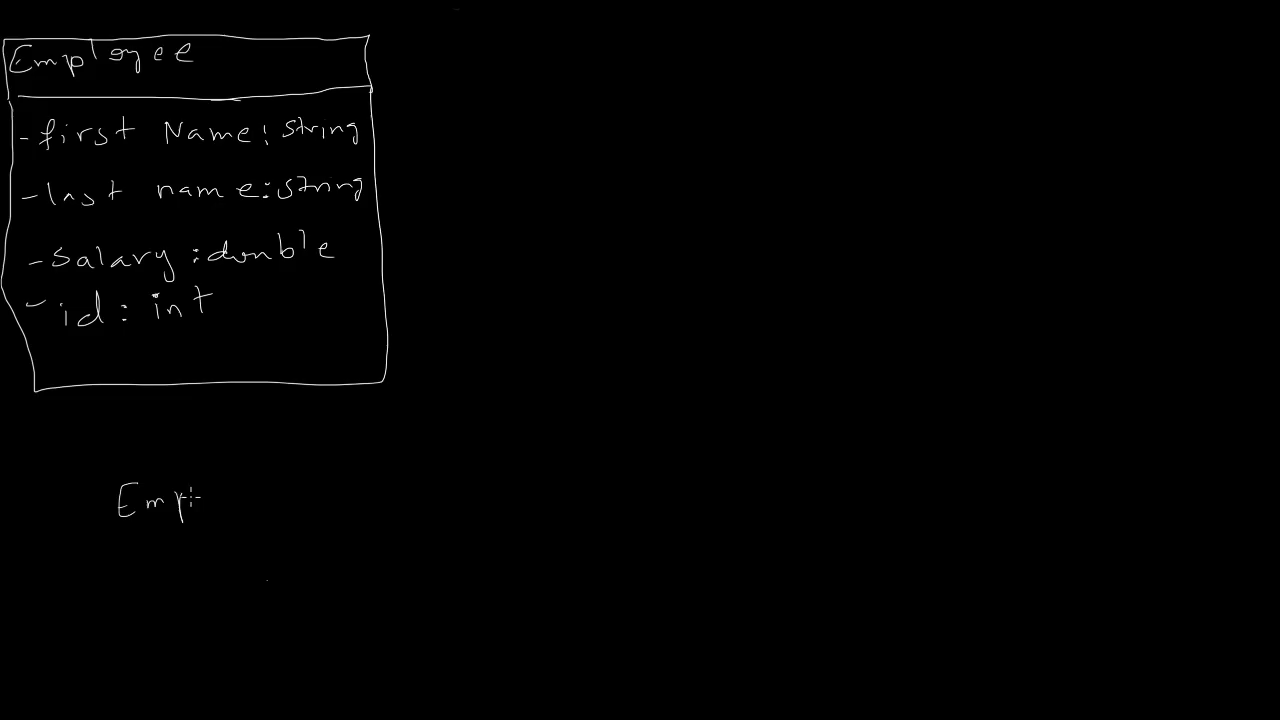 Employee
- first Name: string
- last name: string
- salary: double
- id: int
Emp